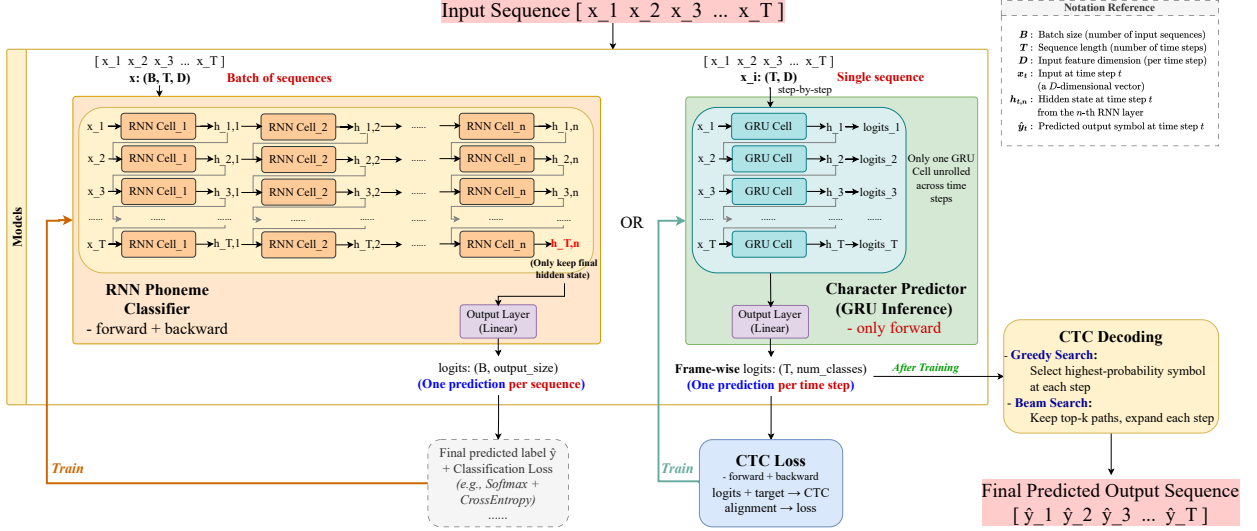 Input Sequence [ x_1 x_2 x_3 ... x_T ]
Notation Reference
B : Batch size (number of input sequences)
T : Sequence length (number of time steps)
D : Input feature dimension (per time step)
x_t : Input at time step t
(a D-dimensional vector)
h_{t,n} : Hidden state at time step t
from the n-th RNN layer
ŷ_t : Predicted output symbol at time step t
Models
[ x_1 x_2 x_3 ... x_T ]
x: (B, T, D) Batch of sequences
x_1 RNN Cell_1 h_1,1 RNN Cell_2 h_1,2 ...... RNN Cell_n h_1,n
x_2 RNN Cell_1 h_2,1 RNN Cell_2 h_2,2 ...... RNN Cell_n h_2,n
x_3 RNN Cell_1 h_3,1 RNN Cell_2 h_3,2 ...... RNN Cell_n h_3,n
...... ...... ...... ...... ......
x_T RNN Cell_1 h_T,1 RNN Cell_2 h_T,2 ...... RNN Cell_n h_T,n
(Only keep final
hidden state)
RNN Phoneme
Classifier
- forward + backward
Output Layer
(Linear)
logits: (B, output_size)
(One prediction per sequence)
Final predicted label ŷ
+ Classification Loss
(e.g., Softmax +
CrossEntropy)
......
Train
OR
[ x_1 x_2 x_3 ... x_T ]
x_i: (T, D) Single sequence
step-by-step
x_1 GRU Cell h_1 logits_1
x_2 GRU Cell h_2 logits_2
x_3 GRU Cell h_3 logits_3
...... ...... ...... ......
x_T GRU Cell h_T logits_T
Only one GRU
Cell unrolled
across time
steps
Character Predictor
(GRU Inference)
- only forward
Output Layer
(Linear)
Frame-wise logits: (T, num_classes)
(One prediction per time step)
After Training
CTC Loss
- forward + backward
logits + target → CTC
alignment → loss
Train
CTC Decoding
- Greedy Search:
Select highest-probability symbol
at each step
- Beam Search:
Keep top-k paths, expand each step
Final Predicted Output Sequence
[ ŷ_1 ŷ_2 ŷ_3 ... ŷ_T ]